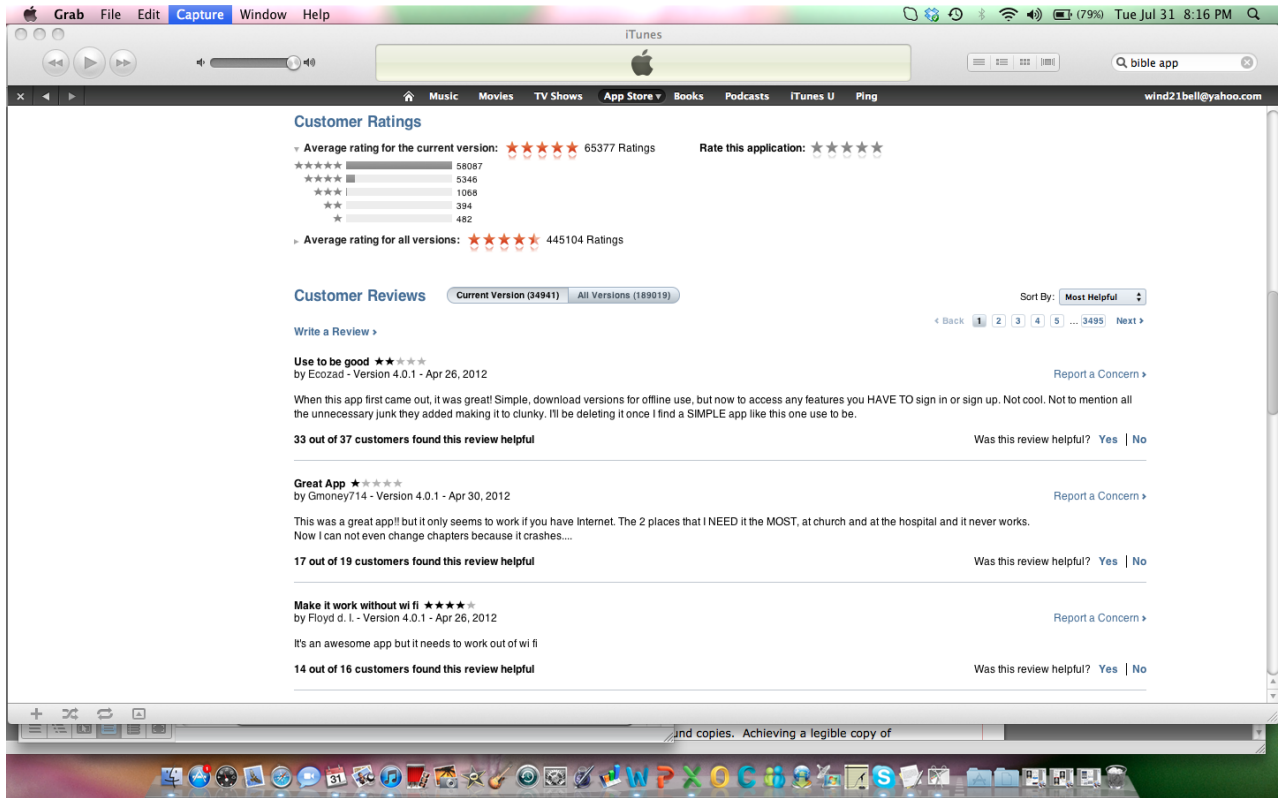 Grab File Edit Capture Window Help (79%) Tue Jul 31 8:16 PM
iTunes
bible app
Music Movies TV Shows App Store Books Podcasts iTunes U Ping wind21bell@yahoo.com
Customer Ratings
Average rating for the current version: 65377 Ratings Rate this application:
58087
5346
1068
394
482
Average rating for all versions: 445104 Ratings
Customer Reviews Current Version (34941) All Versions (189019) Sort By: Most Helpful
Back 1 2 3 4 5 ... 3495 Next
Write a Review
Use to be good
by Ecozad - Version 4.0.1 - Apr 26, 2012 Report a Concern
When this app first came out, it was great! Simple, download versions for offline use, but now to access any features you HAVE TO sign in or sign up. Not cool. Not to mention all
the unnecessary junk they added making it to clunky. I'll be deleting it once I find a SIMPLE app like this one use to be.
33 out of 37 customers found this review helpful Was this review helpful? Yes | No
Great App
by Gmoney714 - Version 4.0.1 - Apr 30, 2012 Report a Concern
This was a great app!! but it only seems to work if you have Internet. The 2 places that I NEED it the MOST, at church and at the hospital and it never works.
Now I can not even change chapters because it crashes....
17 out of 19 customers found this review helpful Was this review helpful? Yes | No
Make it work without wi fi
by Floyd d. l. - Version 4.0.1 - Apr 26, 2012 Report a Concern
It's an awesome app but it needs to work out of wi fi
14 out of 16 customers found this review helpful Was this review helpful? Yes | No
und copies. Achieving a legible copy of
31 W P X O C S